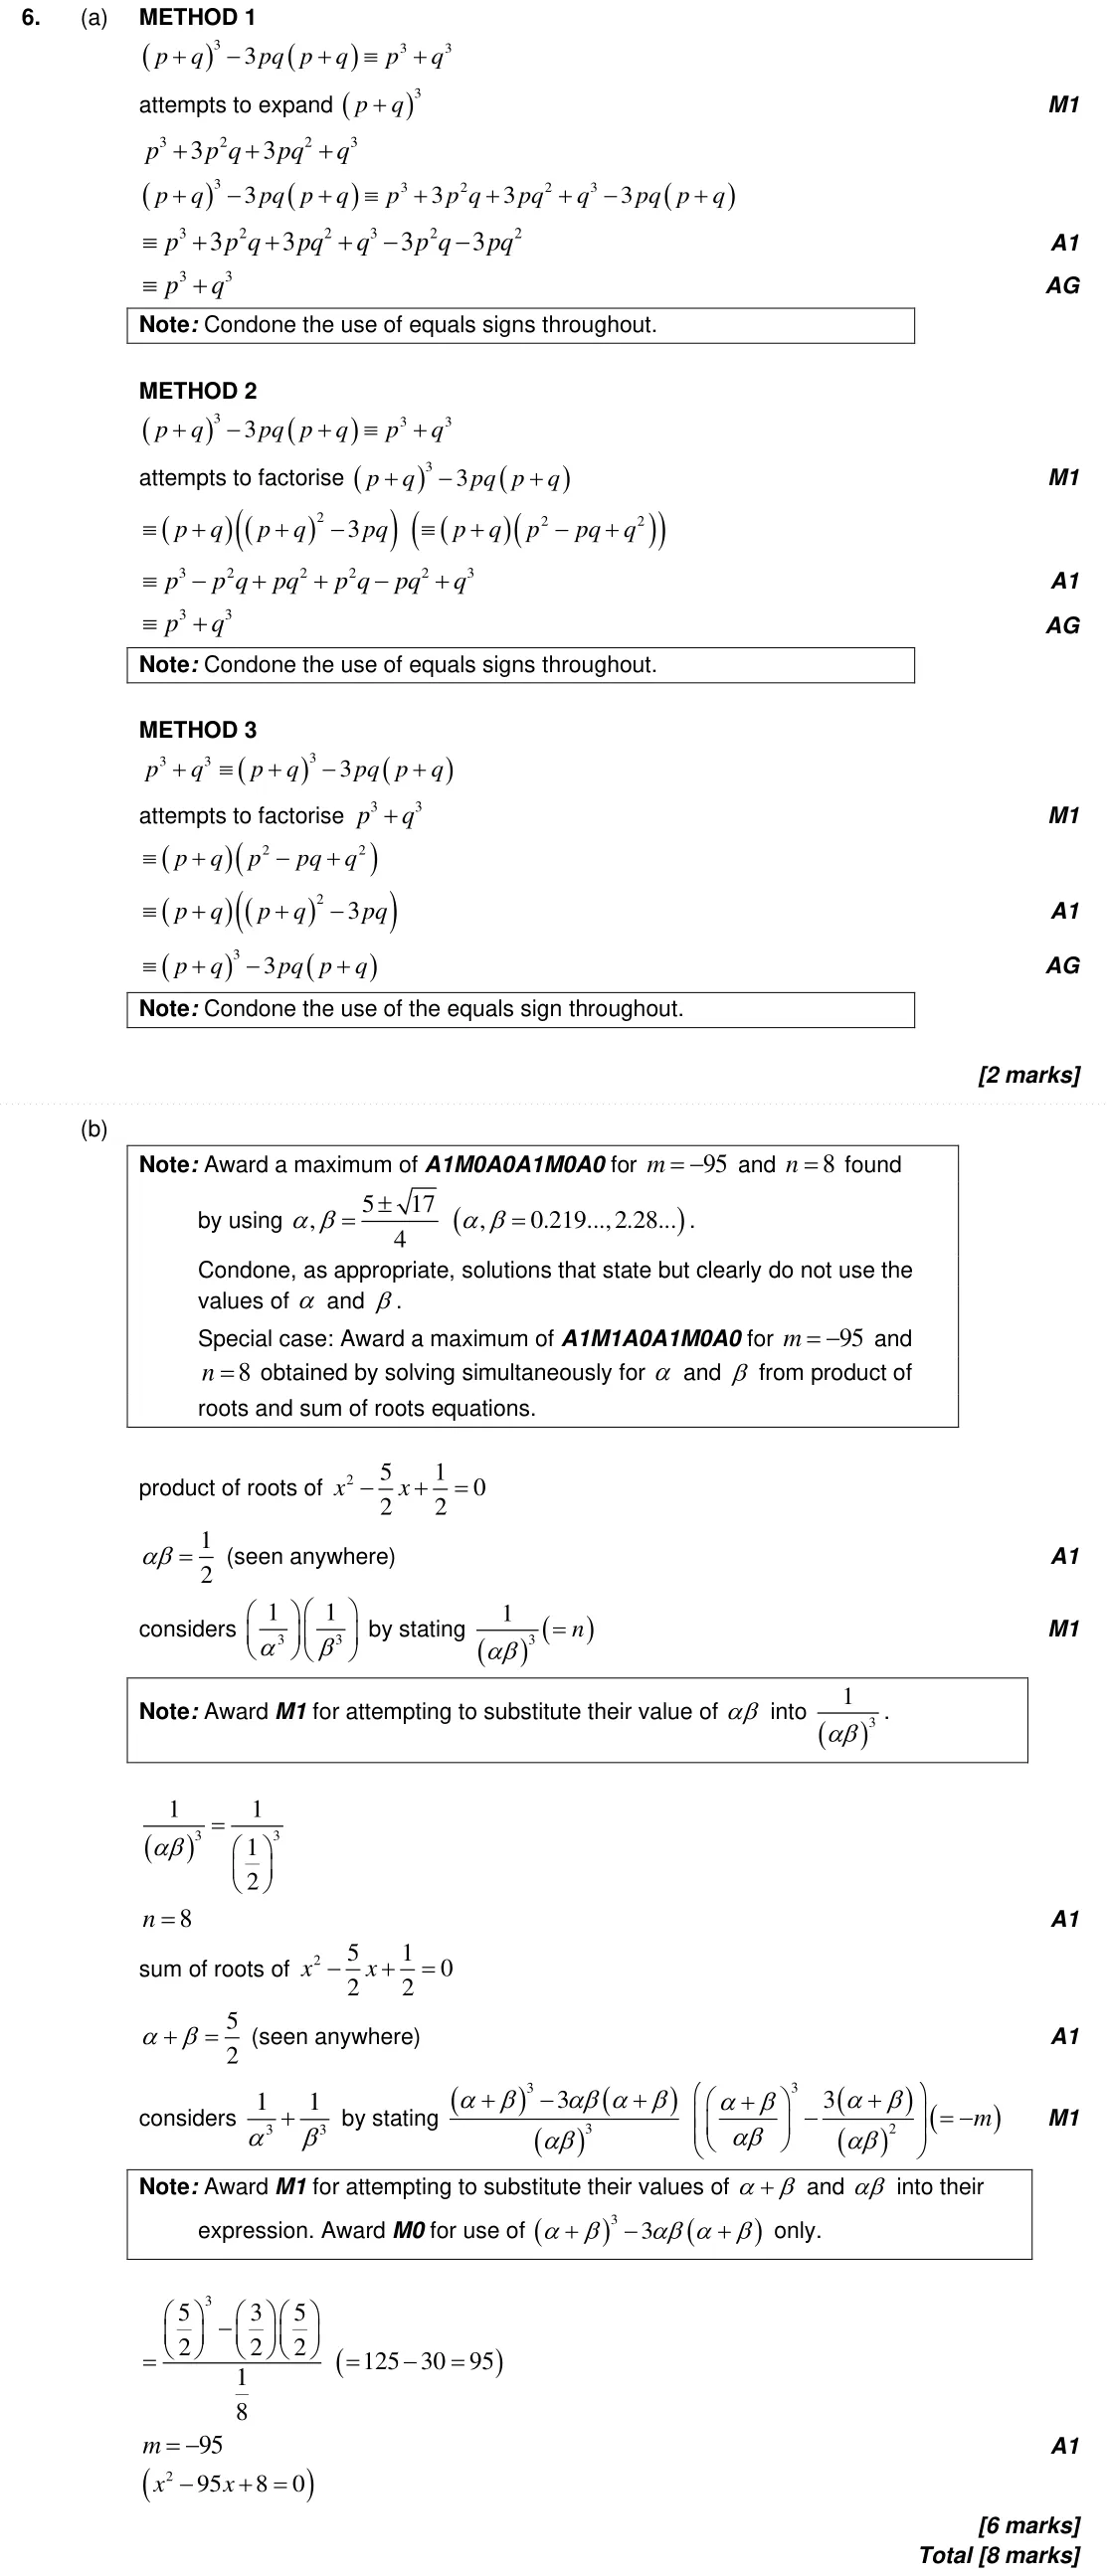 6. (a) METHOD 1
(p+q)³−3pq(p+q)≡p³+q³
attempts to expand (p+q)³ M1
p³+3p²q+3pq²+q³
(p+q)³−3pq(p+q)≡p³+3p²q+3pq²+q³−3pq(p+q)
≡p³+3p²q+3pq²+q³−3p²q−3pq² A1
≡p³+q³ AG
Note: Condone the use of equals signs throughout.
METHOD 2
(p+q)³−3pq(p+q)≡p³+q³
attempts to factorise (p+q)³−3pq(p+q) M1
≡(p+q)((p+q)²−3pq) (≡(p+q)(p²−pq+q²))
≡p³−p²q+pq²+p²q−pq²+q³ A1
≡p³+q³ AG
Note: Condone the use of equals signs throughout.
METHOD 3
p³+q³≡(p+q)³−3pq(p+q)
attempts to factorise p³+q³ M1
≡(p+q)(p²−pq+q²)
≡(p+q)((p+q)²−3pq) A1
≡(p+q)³−3pq(p+q) AG
Note: Condone the use of the equals sign throughout.
[2 marks]
(b)
Note: Award a maximum of A1M0A0A1M0A0 for m=−95 and n=8 found
by using α,β=(5±√17)/4 (α,β=0.219...,2.28...).
Condone, as appropriate, solutions that state but clearly do not use the
values of α and β.
Special case: Award a maximum of A1M1A0A1M0A0 for m=−95 and
n=8 obtained by solving simultaneously for α and β from product of
roots and sum of roots equations.
product of roots of x²−5/2x+1/2=0
αβ=1/2 (seen anywhere) A1
considers (1/α³)(1/β³) by stating 1/(αβ)³(=n) M1
Note: Award M1 for attempting to substitute their value of αβ into 1/(αβ)³.
1/(αβ)³=1/(1/2)³
n=8 A1
sum of roots of x²−5/2x+1/2=0
α+β=5/2 (seen anywhere) A1
considers 1/α³+1/β³ by stating ((α+β)³−3αβ(α+β))/(αβ)³ (((α+β)/αβ)³−3(α+β)/(αβ)²)(=−m) M1
Note: Award M1 for attempting to substitute their values of α+β and αβ into their
expression. Award M0 for use of (α+β)³−3αβ(α+β) only.
=((5/2)³−(3/2)(5/2))/(1/8) (=125−30=95)
m=−95 A1
(x²−95x+8=0)
[6 marks]
Total [8 marks]